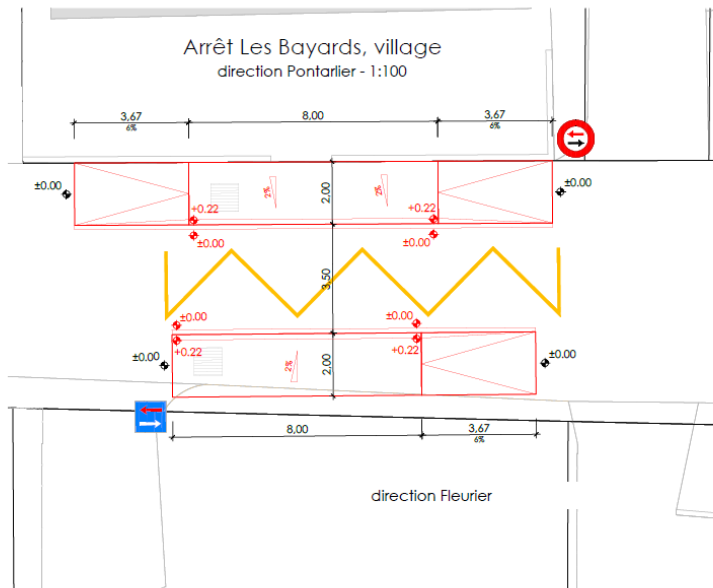 Arrêt Les Bayards, village
direction Pontarlier - 1:100
3,67 8,00 3,67
6% 6%
±0.00 2% 2% 2,00 ±0.00
+0.22 +0.22
±0.00 ±0.00
3,50
±0.00 ±0.00
±0.00 +0.22 +0.22 ±0.00
2% 2,00
8,00 3,67
6%
direction Fleurier